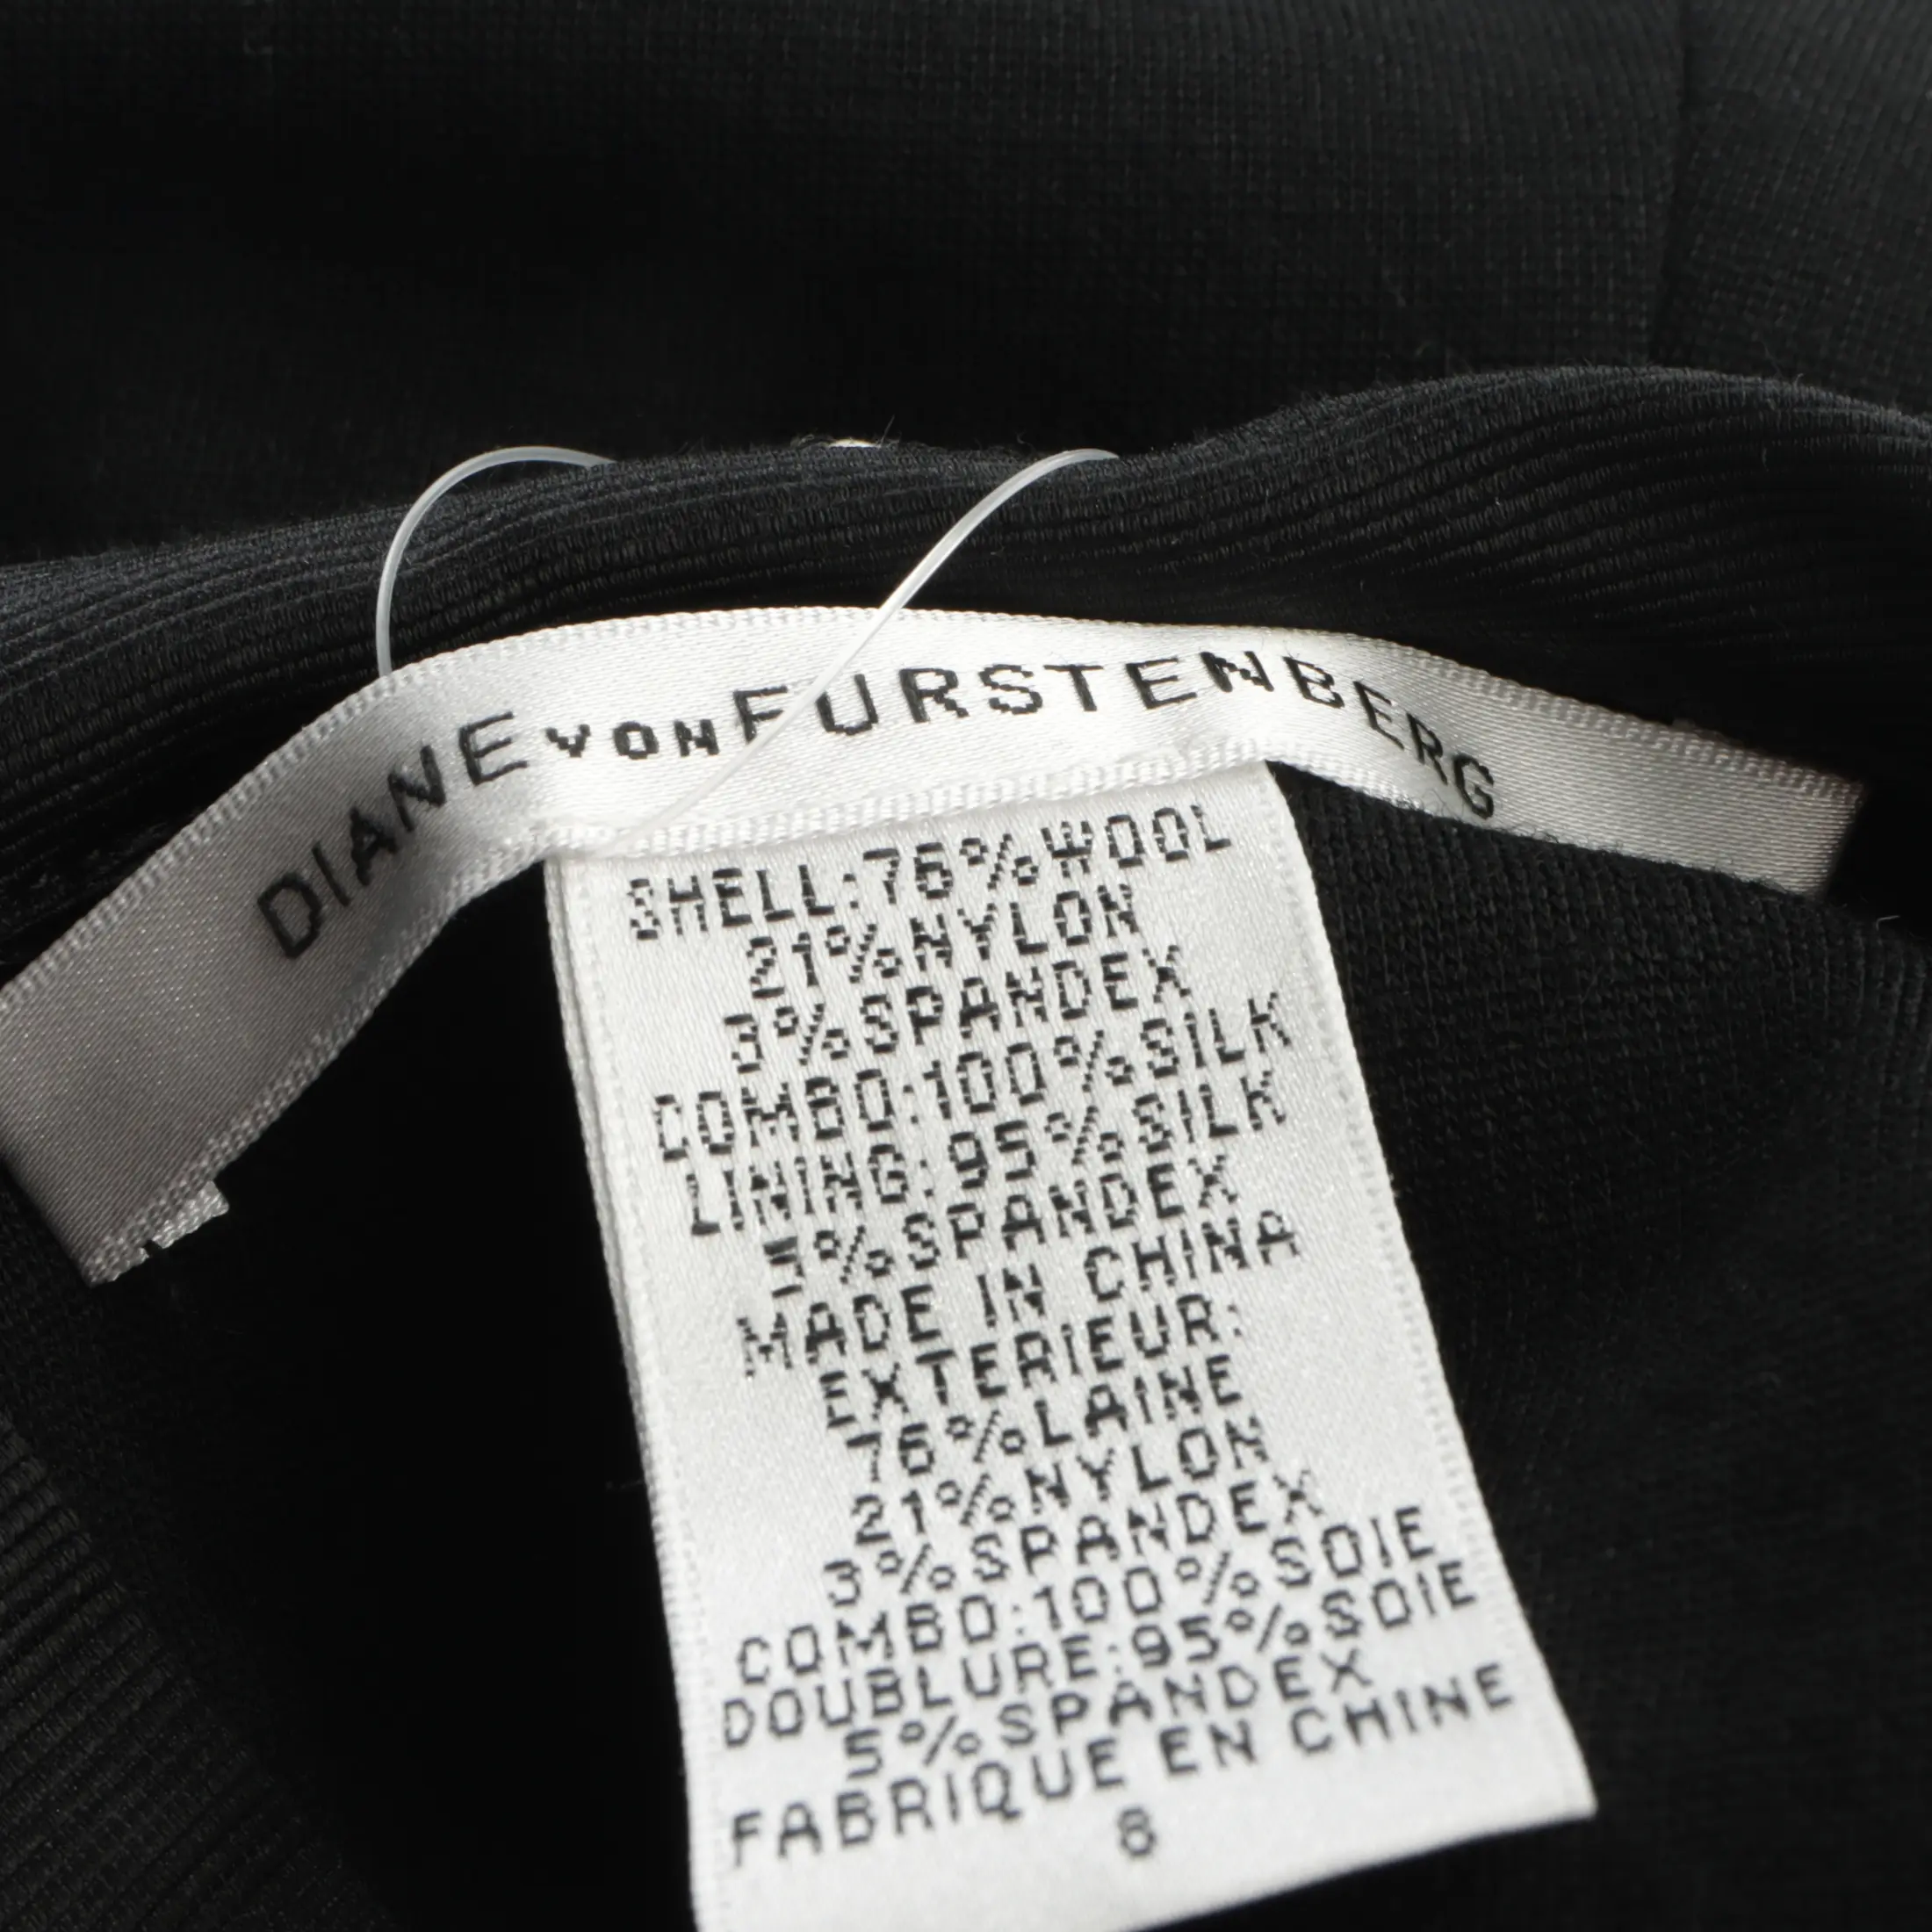 DIANE VON FURSTENBERG
SHELL:76%WOOL
21%NYLON
3%SPANDEX
COMBO:100%SILK
LINING:95%SILK
5%SPANDEX
MADE IN CHINA
EXTERIEUR:
76%LAINE
21%NYLON
3%SPANDEX
COMBO:100%SOIE
DOUBLURE:95%SOIE
5%SPANDEX
FABRIQUE EN CHINE
8